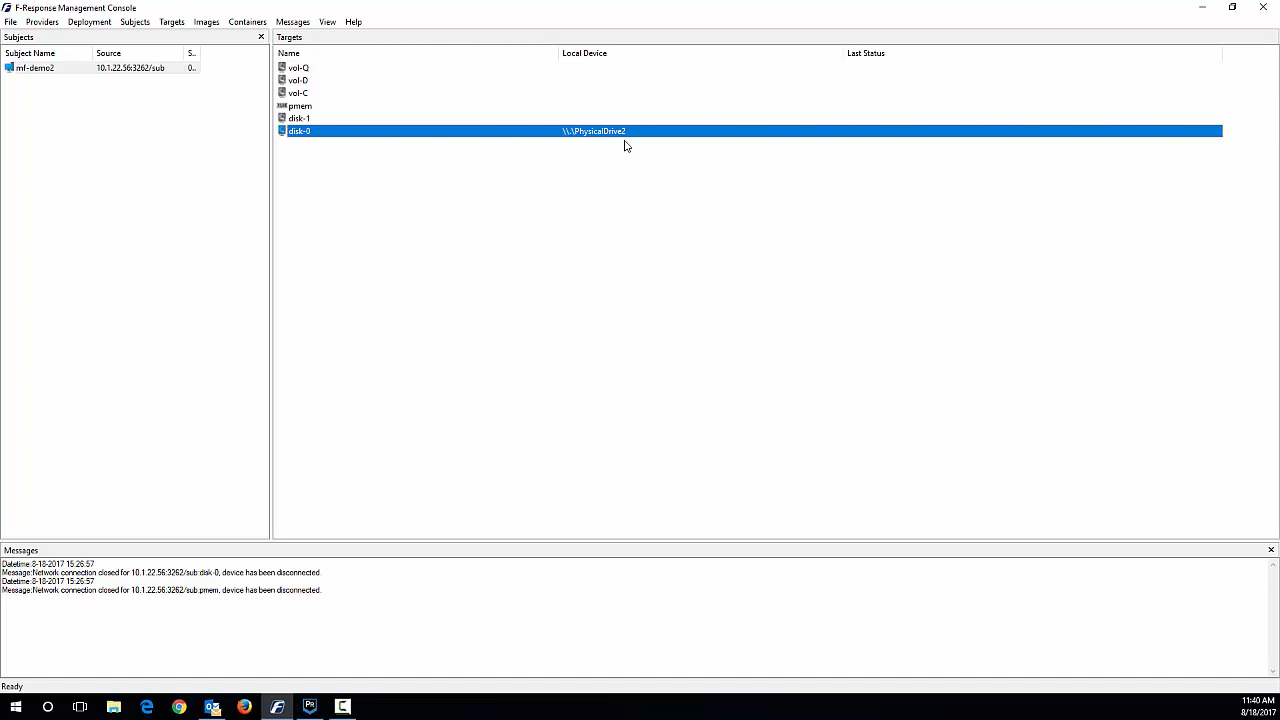 F-Response Management Console
File Providers Deployment Subjects Targets Images Containers Messages View Help
Subjects
Targets
Subject Name Source S..
Name Local Device Last Status
mf-demo2 10.1.22.56:3262/sub 0..
vol-Q
vol-D
vol-C
pmem
disk-1
disk-0 \\.\PhysicalDrive2
Messages
Datetime:8-18-2017 15:26:57
Message:Network connection closed for 10.1.22.56:3262/sub:disk-0, device has been disconnected.
Datetime:8-18-2017 15:26:57
Message:Network connection closed for 10.1.22.56:3262/sub:pmem, device has been disconnected.
Ready
11:40 AM
8/18/2017